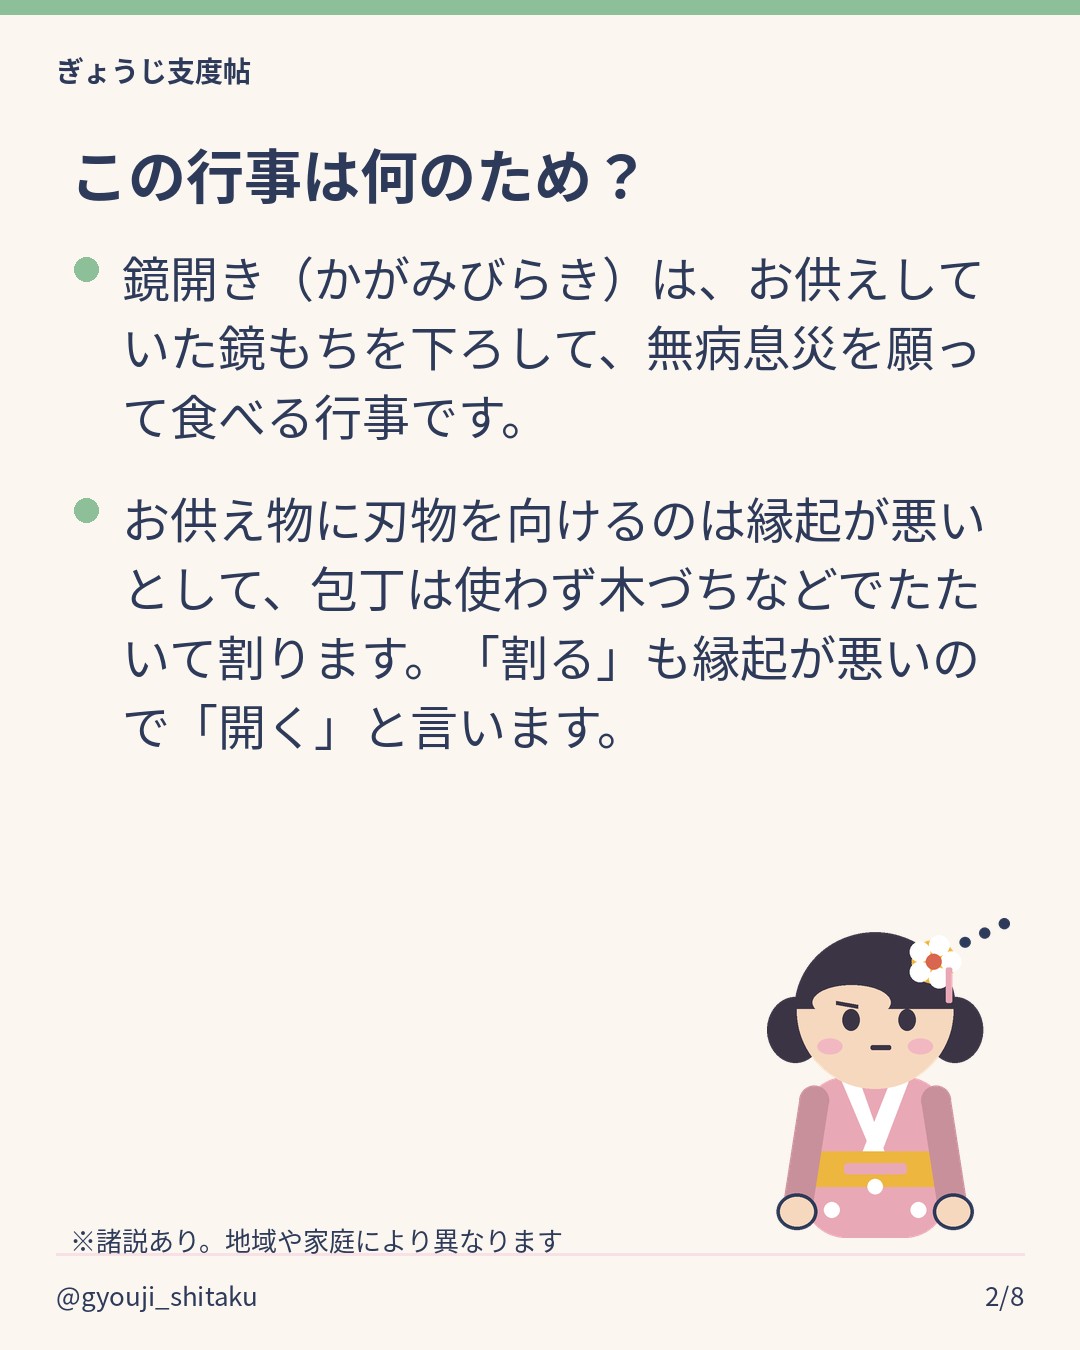 ぎょうじ支度帖
この行事は何のため？
鏡開き（かがみびらき）は、お供えして
いた鏡もちを下ろして、無病息災を願っ
て食べる行事です。
お供え物に刃物を向けるのは縁起が悪い
として、包丁は使わず木づちなどでたた
いて割ります。「割る」も縁起が悪いの
で「開く」と言います。
※諸説あり。地域や家庭により異なります
@gyouji_shitaku
2/8